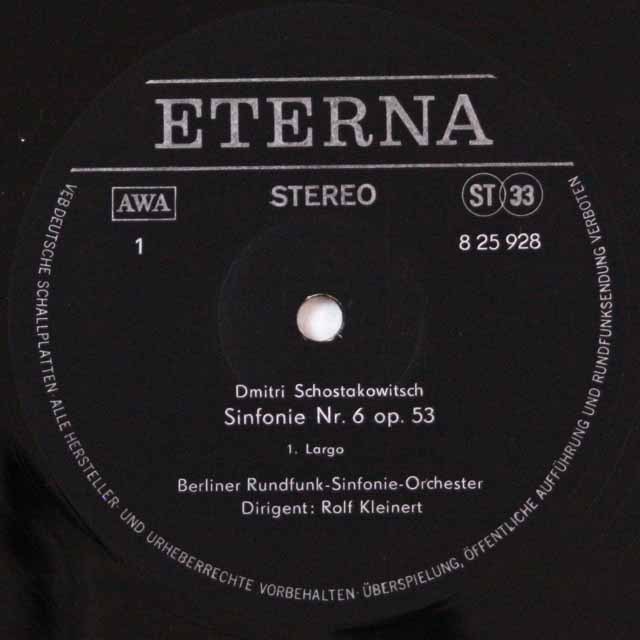 ETERNA
AWA
STEREO
ST 33
1
8 25 928
Dmitri Schostakowitsch
Sinfonie Nr. 6 op. 53
1. Largo
Berliner Rundfunk-Sinfonie-Orchester
Dirigent: Rolf Kleinert
VEB DEUTSCHE SCHALLPLATTEN · ALLE HERSTELLER- UND URHEBERRECHTE VORBEHALTEN · ÜBERSPIELUNG, ÖFFENTLICHE AUFFÜHRUNG UND RUNDFUNKSENDUNG VERBOTEN